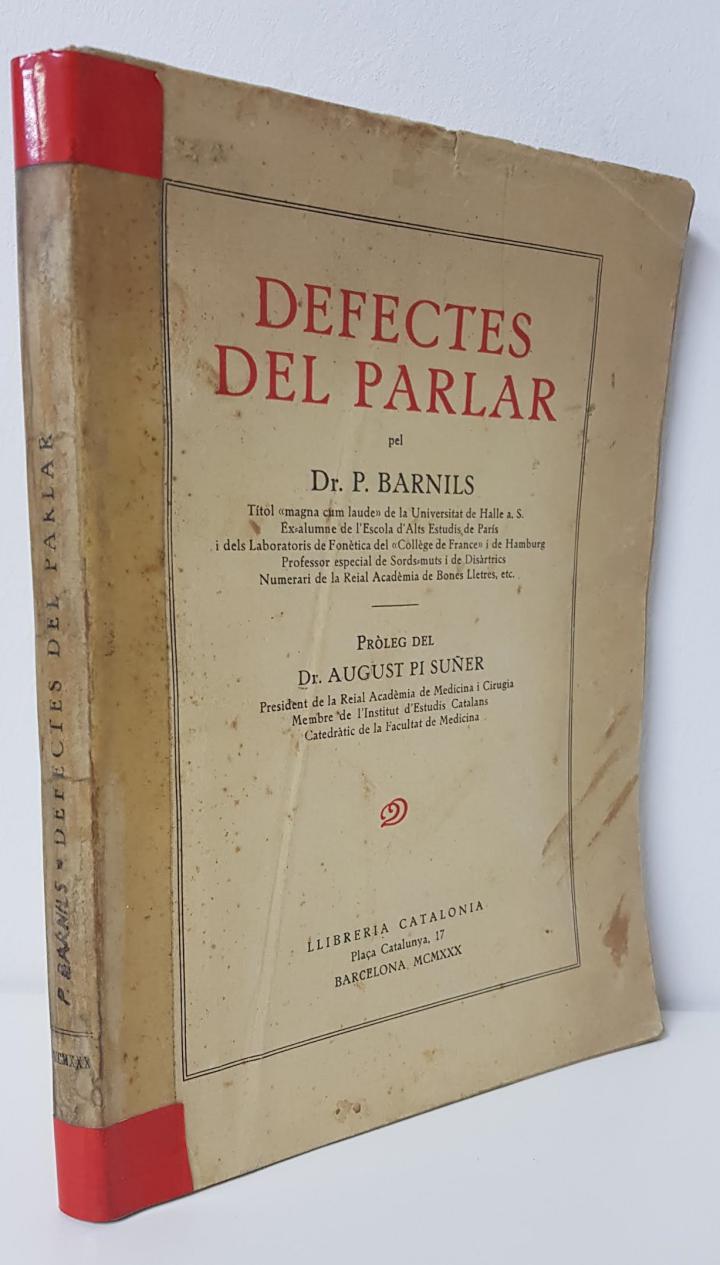 DEFECTES
DEL PARLAR
pel
Dr. P. BARNILS
Títol «magna cum laude» de la Universitat de Halle a. S.
Ex-alumne de l'Escola d'Alts Estudis de París
i dels Laboratoris de Fonètica del «Collège de France» i de Hamburg
Professor especial de Sords-muts i de Disàrtrics
Numerari de la Reial Acadèmia de Bones Lletres, etc.
PRÒLEG DEL
Dr. AUGUST PI SUÑER
President de la Reial Acadèmia de Medicina i Cirugia
Membre de l'Institut d'Estudis Catalans
Catedràtic de la Facultat de Medicina
LLIBRERIA CATALONIA
Plaça Catalunya, 17
BARCELONA MCMXXX
P. BARNILS - DEFECTES DEL PARLAR
MCMXXX